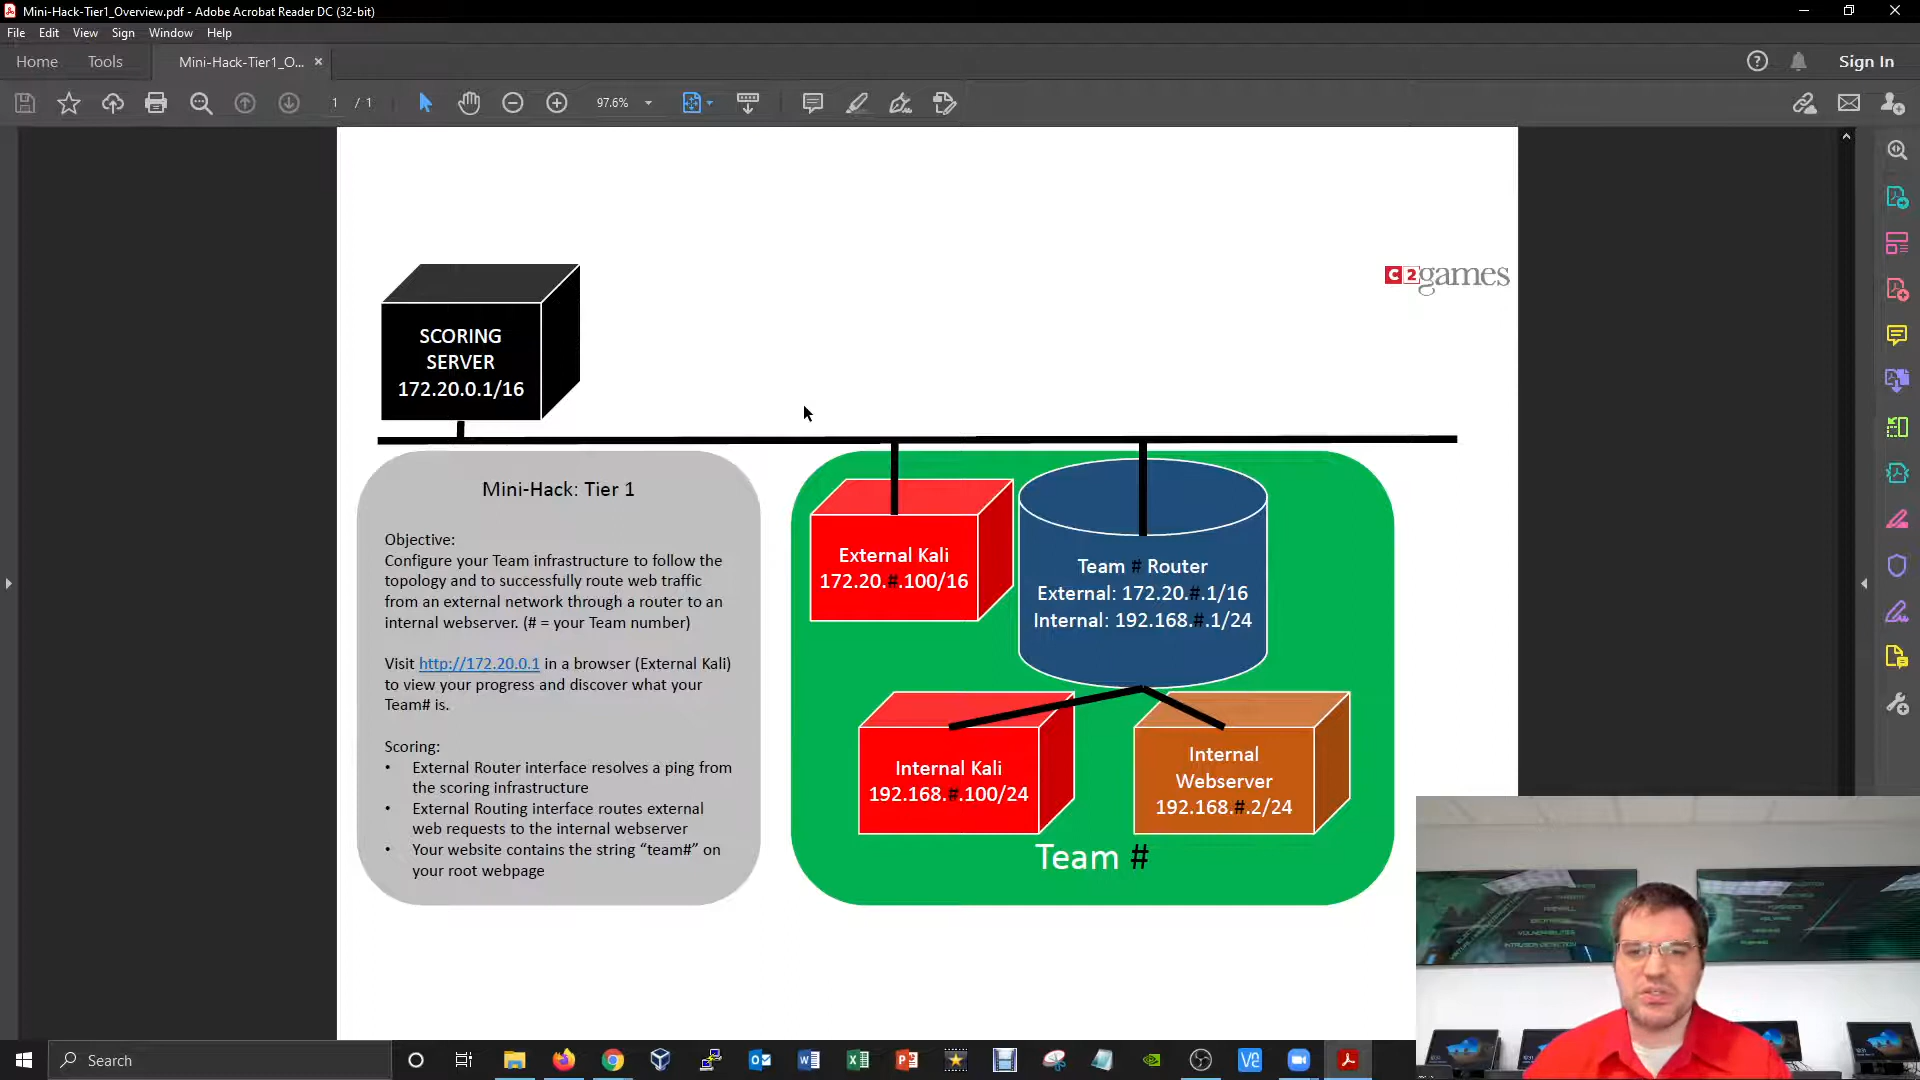 Mini-Hack-Tier1_Overview.pdf - Adobe Acrobat Reader DC (32-bit)
File Edit View Sign Window Help
Home Tools Mini-Hack-Tier1_O... × Sign In
1 / 1 97.6%
C2games
SCORING
SERVER
172.20.0.1/16
Mini-Hack: Tier 1
Objective:
Configure your Team infrastructure to follow the
topology and to successfully route web traffic
from an external network through a router to an
internal webserver. (# = your Team number)
Visit http://172.20.0.1 in a browser (External Kali)
to view your progress and discover what your
Team# is.
Scoring:
• External Router interface resolves a ping from
the scoring infrastructure
• External Routing interface routes external
web requests to the internal webserver
• Your website contains the string “team#” on
your root webpage
External Kali
172.20.#.100/16
Team # Router
External: 172.20.#.1/16
Internal: 192.168.#.1/24
Internal Kali
192.168.#.100/24
Internal
Webserver
192.168.#.2/24
Team #
VULNERABILITIES
INTRUSION DETECTION
Search